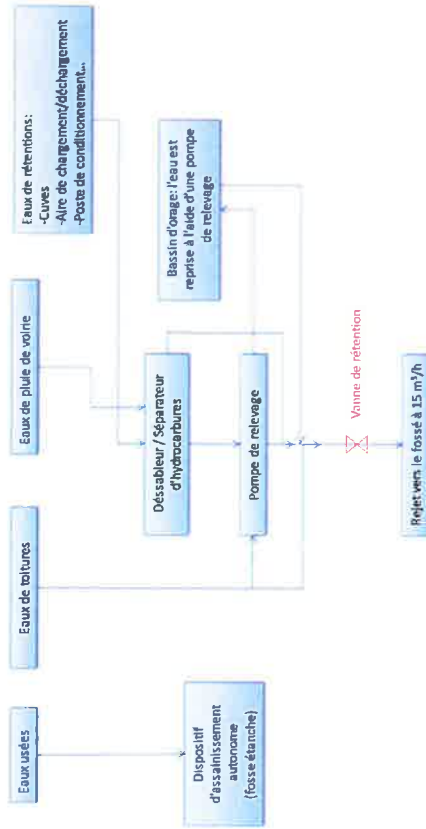 Eaux usées
Eaux de toitures
Eaux de pluie de voirie
Eaux de rétentions:
-Cuves
-Aire de chargement/déchargement
-Poste de conditionnement...
Dispositif
d'assainissement
autonome
(fosse étanche)
Déssableur / Séparateur
d'hydrocarbures
Pompe de relevage
Bassin d'orage: l'eau est
reprise à l'aide d'une pompe
de relevage
Vanne de rétention
Rejet vers le fossé à 15 m³/h